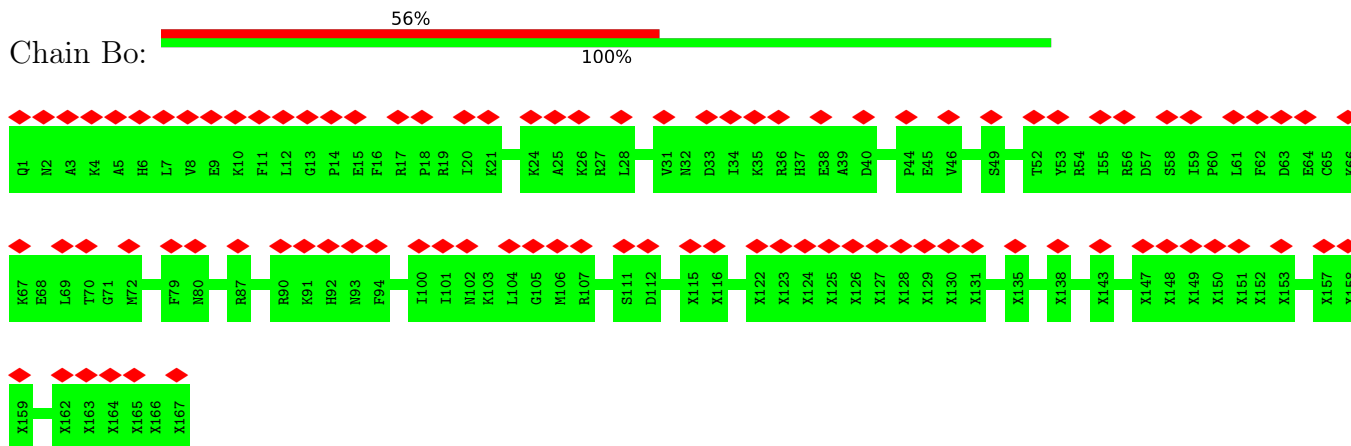 56%
Chain Bo:
100%
Q1 N2 A3 K4 A5 H6 L7 V8 E9 K10 F11 L12 G13 P14 E15 F16 R17 P18 R19 I20 K21 K24 A25 K26 R27 L28 V31 N32 D33 I34 K35 R36 H37 E38 A39 D40 P44 E45 V46 S49 T52 Y53 R54 I55 R56 D57 S58 I59 P60 L61 F62 D63 E64 C65 K66
K67 E68 L69 T70 G71 M72 F79 N80 R87 R90 K91 H92 N93 F94 I100 I101 N102 K103 L104 G105 M106 R107 S111 D112 X115 X116 X122 X123 X124 X125 X126 X127 X128 X129 X130 X131 X135 X138 X143 X147 X148 X149 X150 X151 X152 X153 X157 X158
X159 X162 X163 X164 X165 X166 X167